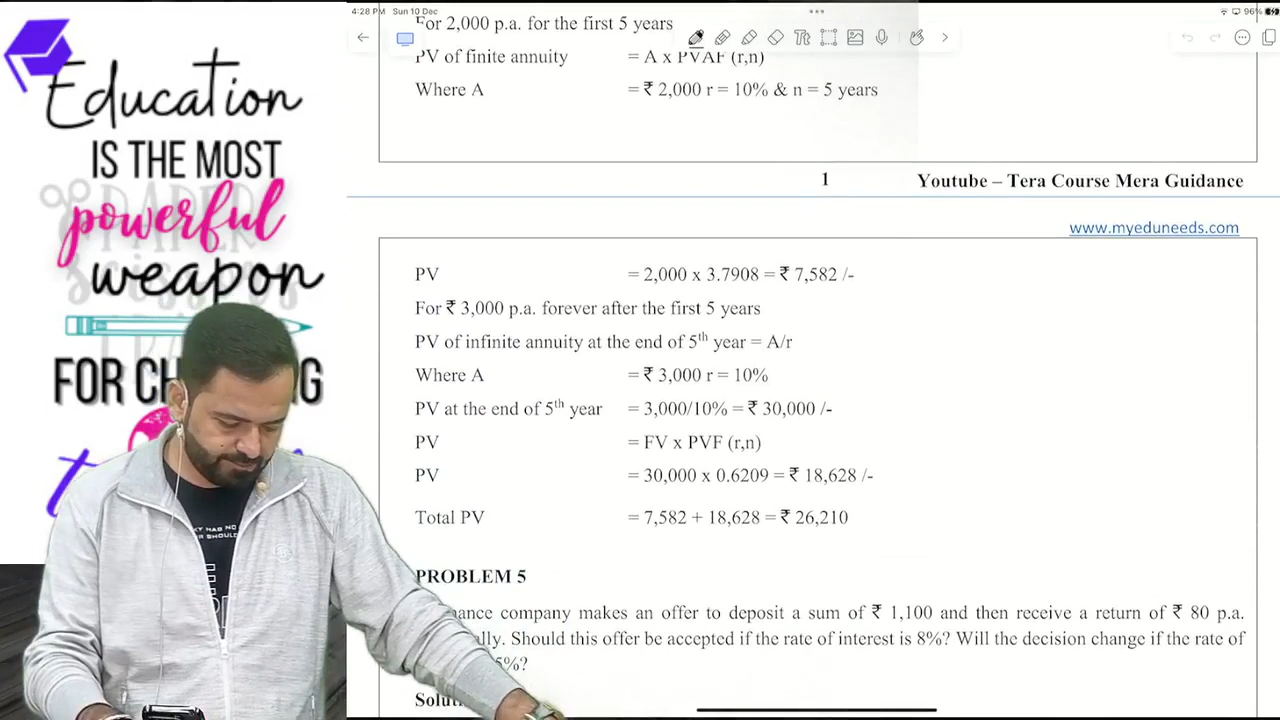 4:28 PM Sun 10 Dec
96%
Education
IS THE MOST
powerful
weapon
FOR CH NG
For 2,000 p.a. for the first 5 years
PV of finite annuity = A x PVAF (r,n)
Where A = ₹ 2,000 r = 10% & n = 5 years
1 Youtube – Tera Course Mera Guidance
www.myeduneeds.com
PV = 2,000 x 3.7908 = ₹ 7,582 /-
For ₹ 3,000 p.a. forever after the first 5 years
PV of infinite annuity at the end of 5th year = A/r
Where A = ₹ 3,000 r = 10%
PV at the end of 5th year = 3,000/10% = ₹ 30,000 /-
PV = FV x PVF (r,n)
PV = 30,000 x 0.6209 = ₹ 18,628 /-
Total PV = 7,582 + 18,628 = ₹ 26,210
PROBLEM 5
nance company makes an offer to deposit a sum of ₹ 1,100 and then receive a return of ₹ 80 p.a.
ally. Should this offer be accepted if the rate of interest is 8%? Will the decision change if the rate of
5%?
Solut